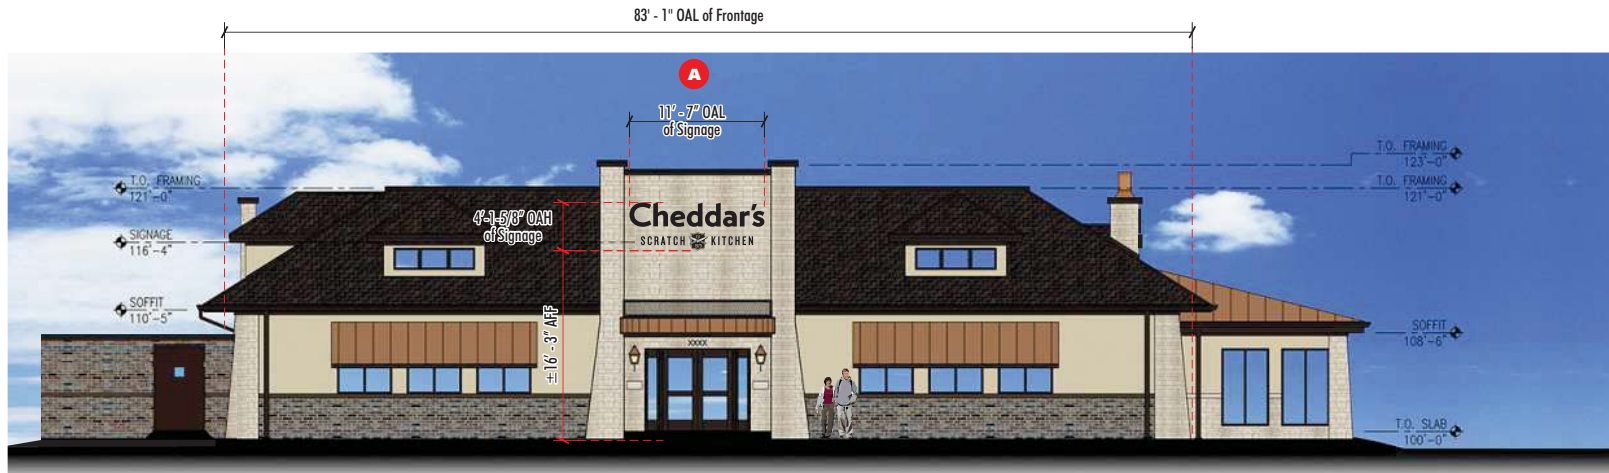 83' - 1" OAL of Frontage
A
11' - 7" OAL
of Signage
T.O. FRAMING
123'-0"
T.O. FRAMING
121'-0"
T.O. FRAMING
121'-0"
4'-1-5/8" OAH
of Signage
Cheddar's
SCRATCH KITCHEN
SIGNAGE
116'-4"
SOFFIT
110'-5"
±16' - 3" AFF
XXXX
SOFFIT
108'-6"
T.O. SLAB
100'-0"